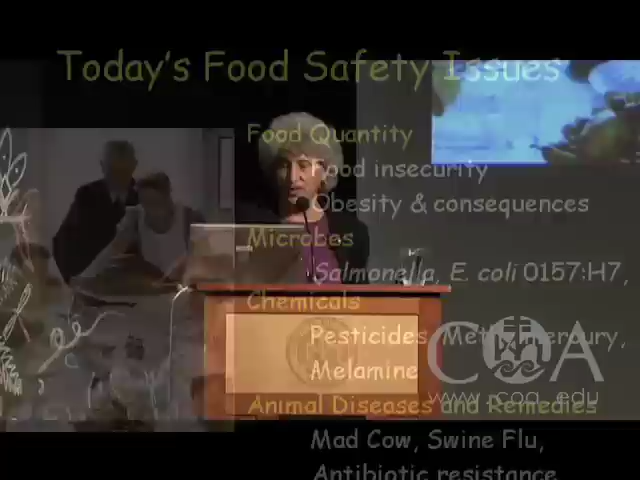 Today's Food Safety Issues
Food Quantity
Food insecurity
Obesity & consequences
Microbes
Salmonella, E. coli 0157:H7,
Chemicals
Pesticides, Methylmercury,
Melamine
COA
www.coa.edu
Animal Diseases and Remedies
Mad Cow, Swine Flu,
Antibiotic resistance